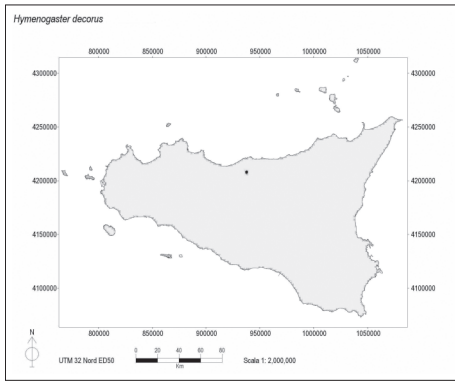 Hymenogaster decorus
800000 850000 900000 950000 1000000 1050000
4300000 4300000
4250000 4250000
4200000 4200000
4150000 4150000
4100000 4100000
800000 850000 900000 950000 1000000 1050000
N
UTM 32 Nord ED50
0 20 40 60 80
Km
Scala 1: 2,000,000